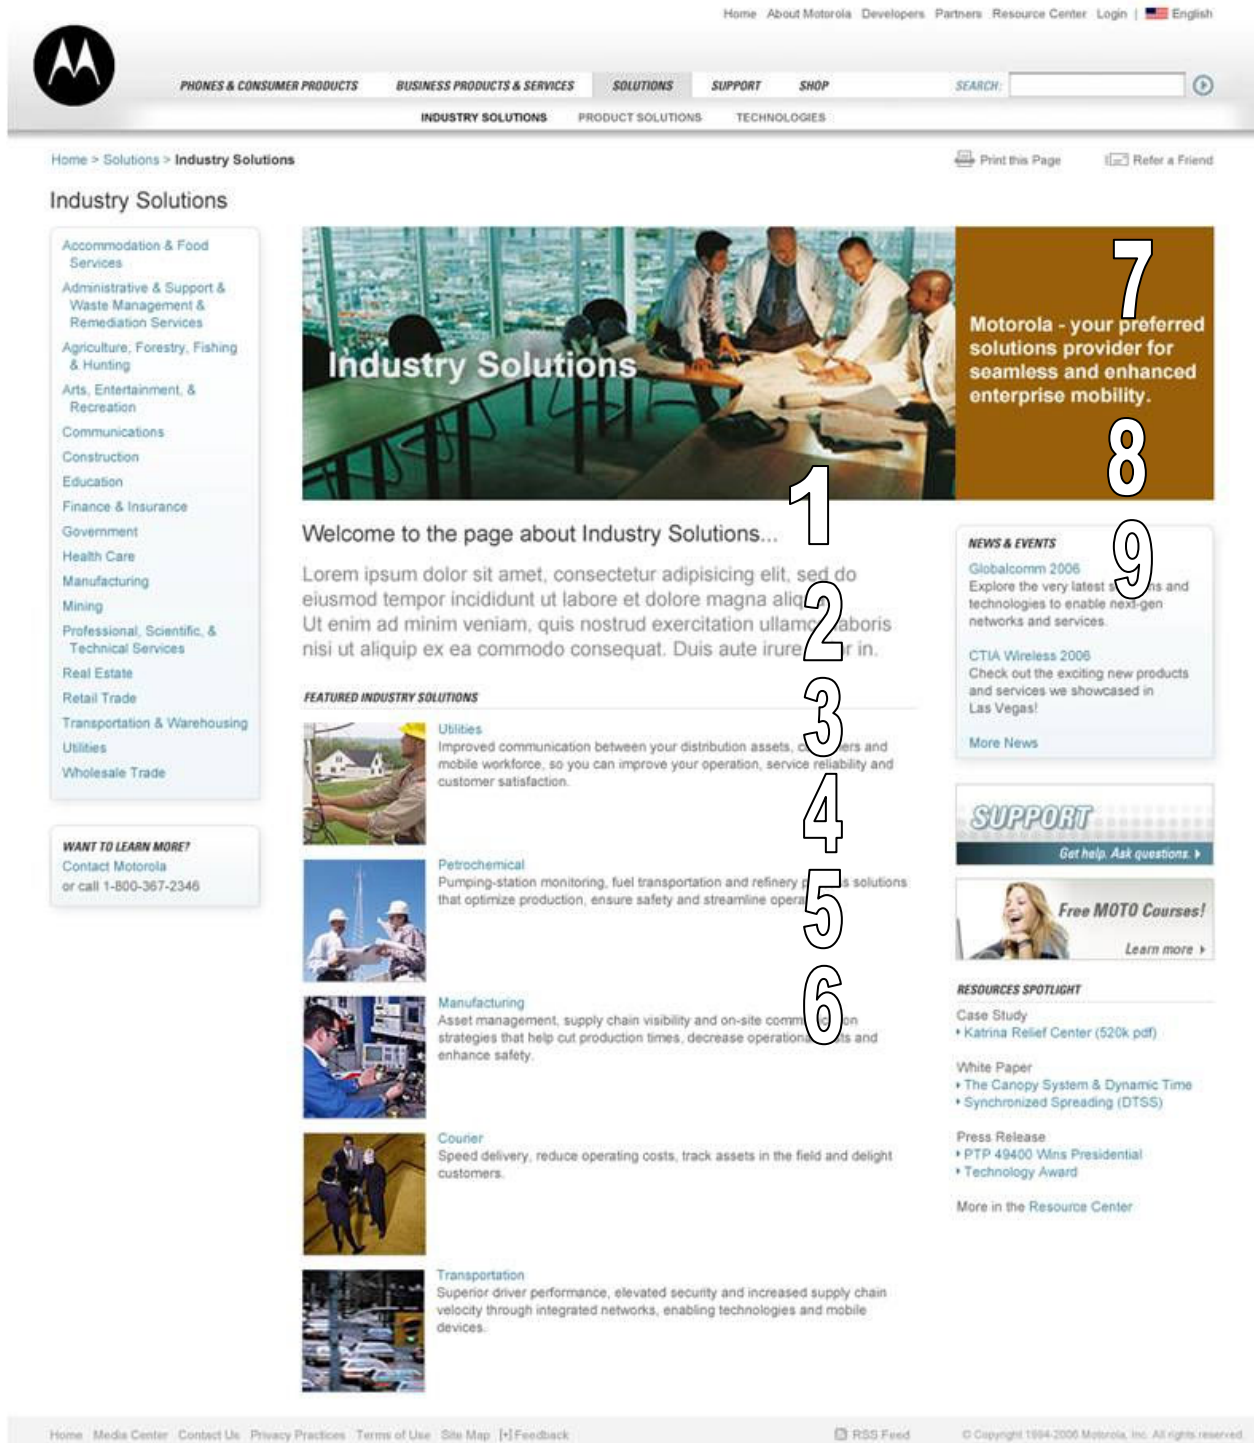 Home About Motorola Developers Partners Resource Center Login | English
PHONES & CONSUMER PRODUCTS BUSINESS PRODUCTS & SERVICES SOLUTIONS SUPPORT SHOP SEARCH:
INDUSTRY SOLUTIONS PRODUCT SOLUTIONS TECHNOLOGIES
Home > Solutions > Industry Solutions
Print this Page Refer a Friend
Industry Solutions
Accommodation & Food
Services
Administrative & Support &
Waste Management &
Remediation Services
Agriculture, Forestry, Fishing
& Hunting
Arts, Entertainment, &
Recreation
Communications
Construction
Education
Finance & Insurance
Government
Health Care
Manufacturing
Mining
Professional, Scientific, &
Technical Services
Real Estate
Retail Trade
Transportation & Warehousing
Utilities
Wholesale Trade
WANT TO LEARN MORE?
Contact Motorola
or call 1-800-367-2346
Industry Solutions
7
Motorola - your preferred
solutions provider for
seamless and enhanced
enterprise mobility.
8
1
Welcome to the page about Industry Solutions...
Lorem ipsum dolor sit amet, consectetur adipisicing elit, sed do
eiusmod tempor incididunt ut labore et dolore magna
Ut enim ad minim veniam, quis nostrud exercitation
nisi ut aliquip ex ea commodo consequat. Duis aute irure in.
2
FEATURED INDUSTRY SOLUTIONS
3
Utilities
Improved communication between your distribution assets, and
mobile workforce, so you can improve your operation, service reliability and
customer satisfaction.
4
Petrochemical
Pumping-station monitoring, fuel transportation and refinery solutions
that optimize production, ensure safety and streamline
5
6
Manufacturing
Asset management, supply chain visibility and on-site
strategies that help cut production times, decrease operational and
enhance safety.
Courier
Speed delivery, reduce operating costs, track assets in the field and delight
customers.
Transportation
Superior driver performance, elevated security and increased supply chain
velocity through integrated networks, enabling technologies and mobile
devices.
9
NEWS & EVENTS
Globalcomm 2006
Explore the very latest and
technologies to enable next-gen
networks and services.
CTIA Wireless 2006
Check out the exciting new products
and services we showcased in
Las Vegas!
More News
SUPPORT
Get help. Ask questions.
Free MOTO Courses!
Learn more
RESOURCES SPOTLIGHT
Case Study
Katrina Relief Center (520k pdf)
White Paper
The Canopy System & Dynamic Time
Synchronized Spreading (DTSS)
Press Release
PTP 49400 Wins Presidential
Technology Award
More in the Resource Center
Home Media Center Contact Us Privacy Practices Terms of Use Site Map [+] Feedback RSS Feed © Copyright 1994-2006 Motorola, Inc. All rights reserved.